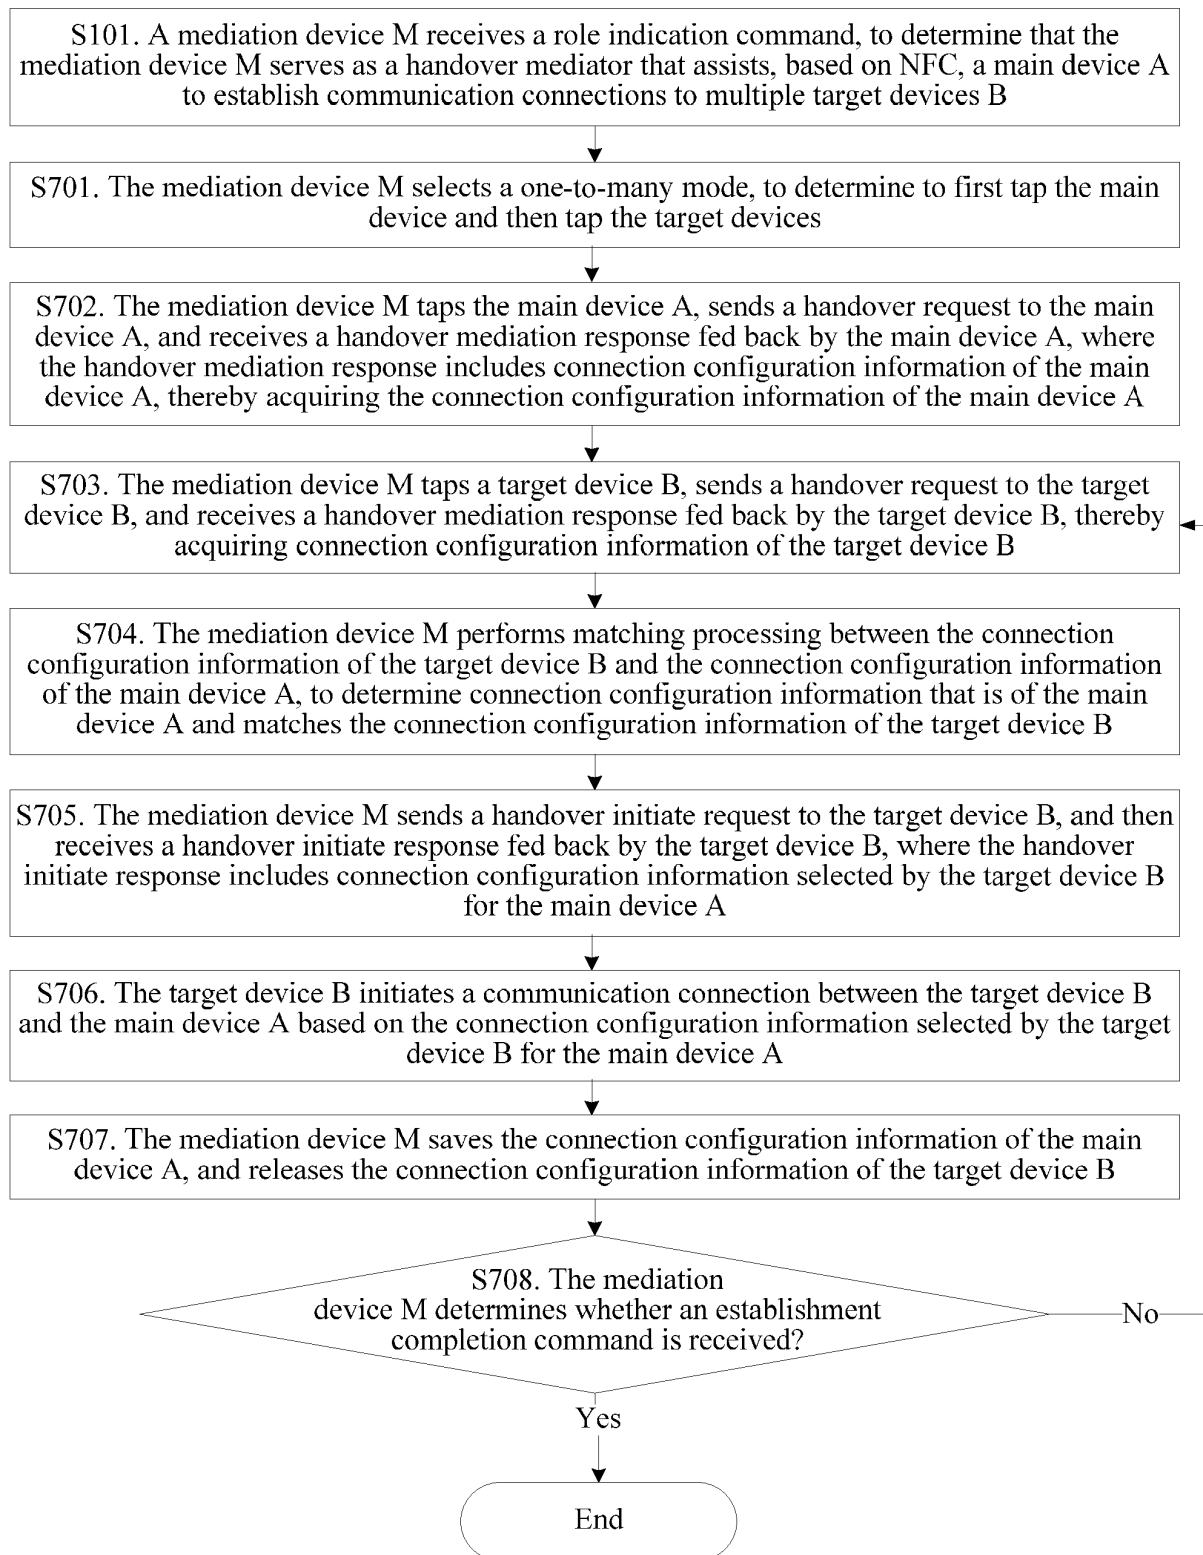 S101. A mediation device M receives a role indication command, to determine that the
mediation device M serves as a handover mediator that assists, based on NFC, a main device A
to establish communication connections to multiple target devices B
S701. The mediation device M selects a one-to-many mode, to determine to first tap the main
device and then tap the target devices
S702. The mediation device M taps the main device A, sends a handover request to the main
device A, and receives a handover mediation response fed back by the main device A, where
the handover mediation response includes connection configuration information of the main
device A, thereby acquiring the connection configuration information of the main device A
S703. The mediation device M taps a target device B, sends a handover request to the target
device B, and receives a handover mediation response fed back by the target device B, thereby
acquiring connection configuration information of the target device B
S704. The mediation device M performs matching processing between the connection
configuration information of the target device B and the connection configuration information
of the main device A, to determine connection configuration information that is of the main
device A and matches the connection configuration information of the target device B
S705. The mediation device M sends a handover initiate request to the target device B, and then
receives a handover initiate response fed back by the target device B, where the handover
initiate response includes connection configuration information selected by the target device B
for the main device A
S706. The target device B initiates a communication connection between the target device B
and the main device A based on the connection configuration information selected by the target
device B for the main device A
S707. The mediation device M saves the connection configuration information of the main
device A, and releases the connection configuration information of the target device B
S708. The mediation
device M determines whether an establishment
completion command is received?
No
Yes
End